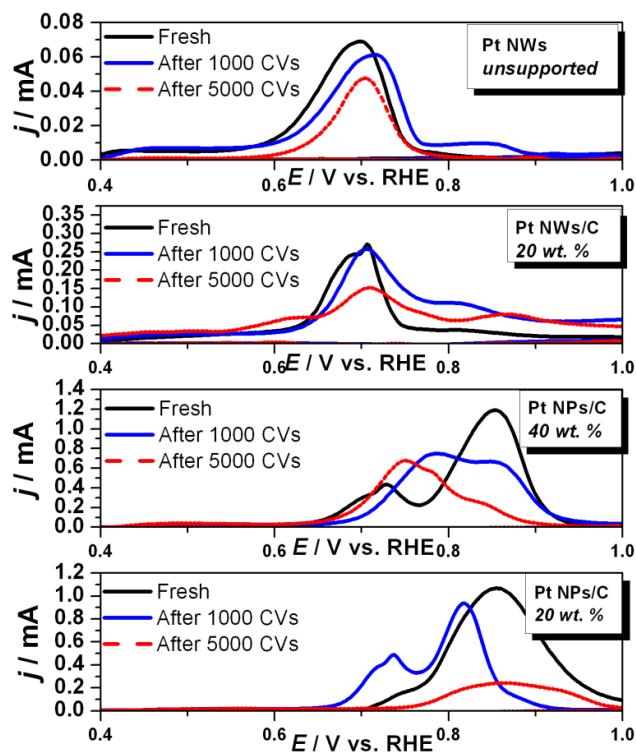 0.08
0.06
0.04
0.02
0.00
j / mA
Fresh
After 1000 CVs
After 5000 CVs
Pt NWs
unsupported
0.4
0.6
E / V vs. RHE
0.8
1.0
0.35
0.30
0.25
0.20
0.15
0.10
0.05
0.00
j / mA
Fresh
After 1000 CVs
After 5000 CVs
Pt NWs/C
20 wt. %
0.4
0.6
E / V vs. RHE
0.8
1.0
1.4
1.2
1.0
0.8
0.6
0.4
0.2
0.0
j / mA
Fresh
After 1000 CVs
After 5000 CVs
Pt NPs/C
40 wt. %
0.4
0.6
E / V vs. RHE
0.8
1.0
1.2
1.0
0.8
0.6
0.4
0.2
0.0
j / mA
Fresh
After 1000 CVs
After 5000 CVs
Pt NPs/C
20 wt. %
0.4
0.6
E / V vs. RHE
0.8
1.0